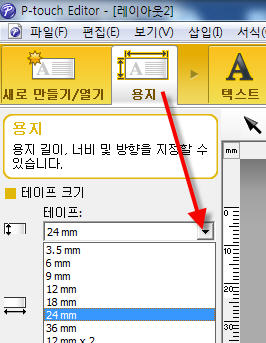 P-touch Editor - [레이아웃2]
파일(F) 편집(E) 보기(V) 삽입(I) 서식(
새로 만들기/열기 용지 텍스트
용지
용지 길이, 너비 및 방향을 지정할 수
있습니다.
테이프 크기
테이프:
24 mm
3.5 mm
6 mm
9 mm
12 mm
18 mm
24 mm
36 mm
12 mm x 2
mm
0
10
20
30
A